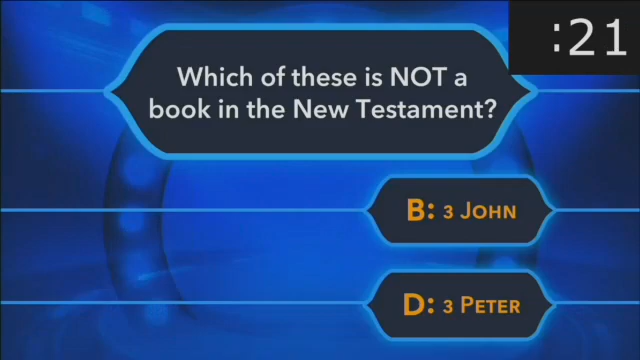 :21
Which of these is NOT a
book in the New Testament?
B: 3 John
D: 3 Peter